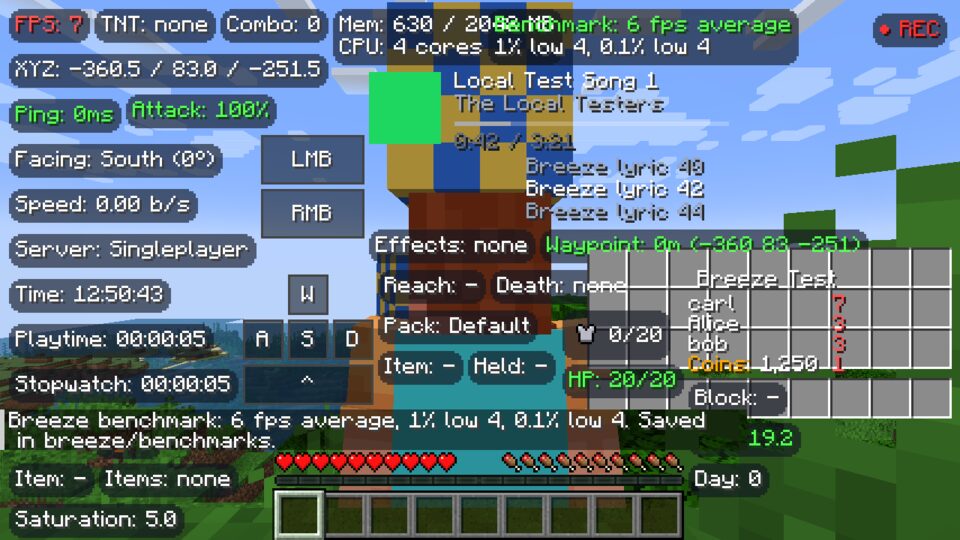 FPS: 7 TNT: none Combo: 0 Mem: 630 / 2048 MB Benchmark: 6 fps average REC
CPU: 4 cores 1% low 4, 0.1% low 4
XYZ: -360.5 / 83.0 / -251.5
Local Test Song 1
The Local Testers
Ping: 0ms Attack: 100%
0:42 / 3:21
Facing: South (0°) LMB
Breeze lyric 40
Breeze lyric 42
Speed: 0.00 b/s RMB
Breeze lyric 44
Server: Singleplayer
Effects: none Waypoint: 0m (-360 83 -251)
Breeze Test
Time: 12:50:43 W
Reach: - Death: none
carl 7
Alice 3
Pack: Default
Playtime: 00:00:05 A S D
0/20
bob 3
Coins: 1,250 1
Item: - Held: -
Stopwatch: 00:00:05 ^
HP: 20/20
Block: -
Breeze benchmark: 6 fps average, 1% low 4, 0.1% low 4. Saved
in breeze/benchmarks.
19.2
Item: - Items: none
Day: 0
Saturation: 5.0